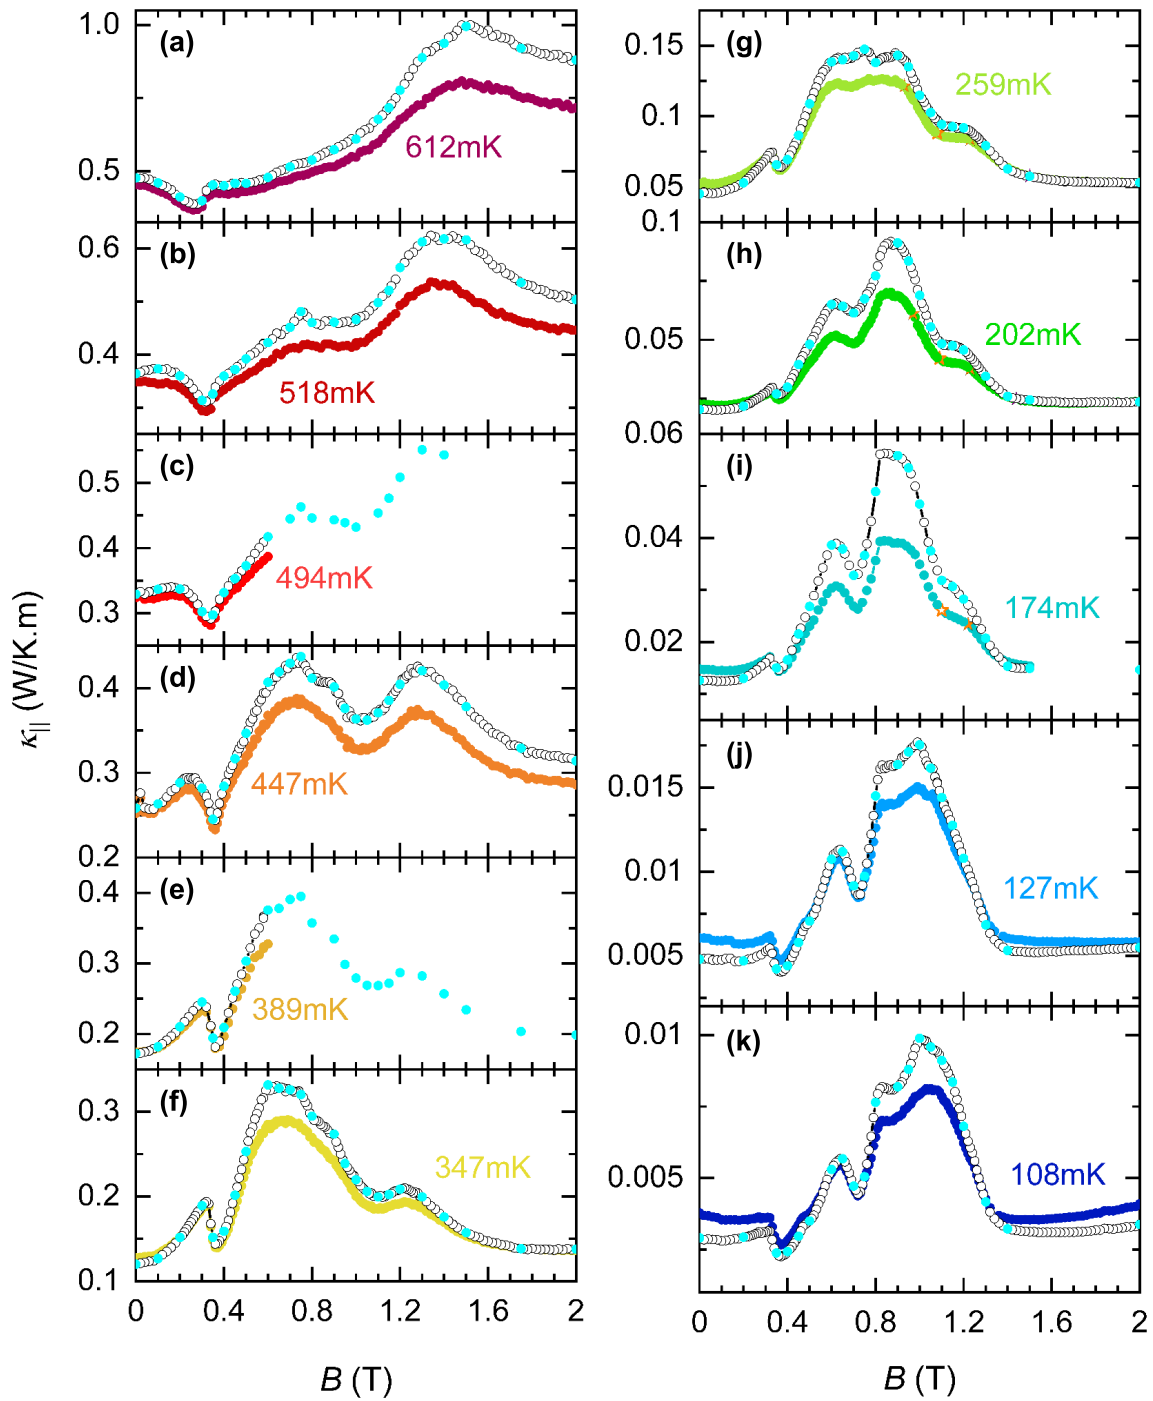 κ|| (W/K.m)
(a)
1.0
0.5
612mK
(b)
0.6
0.4
518mK
(c)
0.5
0.4
0.3
494mK
(d)
0.4
0.3
0.2
447mK
(e)
0.4
0.3
0.2
389mK
(f)
0.3
0.2
0.1
347mK
0 0.4 0.8 1.2 1.6 2
B (T)
(g)
0.15
0.1
0.05
259mK
(h)
0.1
0.05
202mK
(i)
0.06
0.04
0.02
174mK
(j)
0.015
0.01
0.005
127mK
(k)
0.01
0.005
108mK
0 0.4 0.8 1.2 1.6 2
B (T)